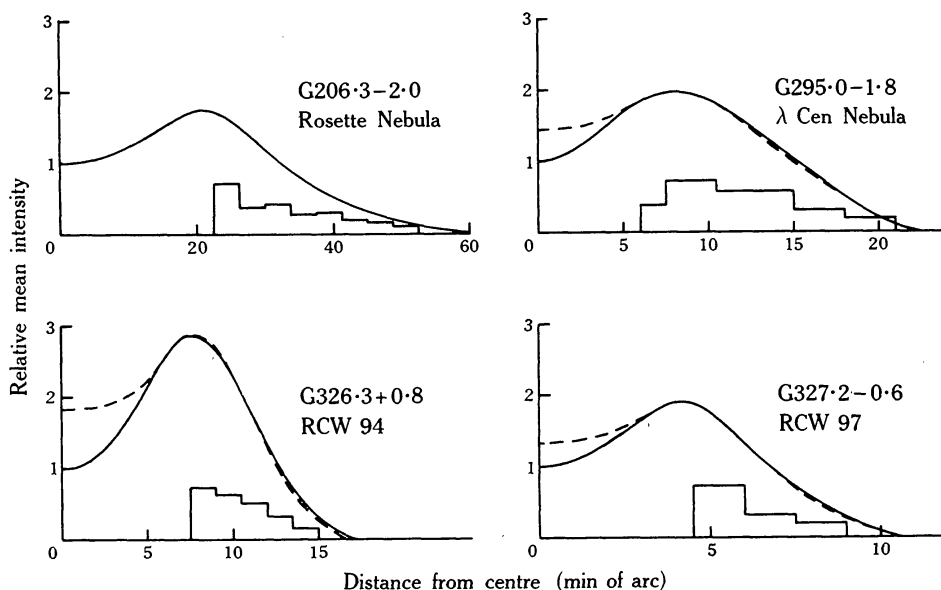 3
2
1
0
20
40
60
G206·3−2·0
Rosette Nebula
3
2
1
0
5
10
15
20
G295·0−1·8
λ Cen Nebula
3
2
1
0
5
10
15
G326·3+0·8
RCW 94
3
2
1
0
5
10
G327·2−0·6
RCW 97
Relative mean intensity
Distance from centre (min of arc)